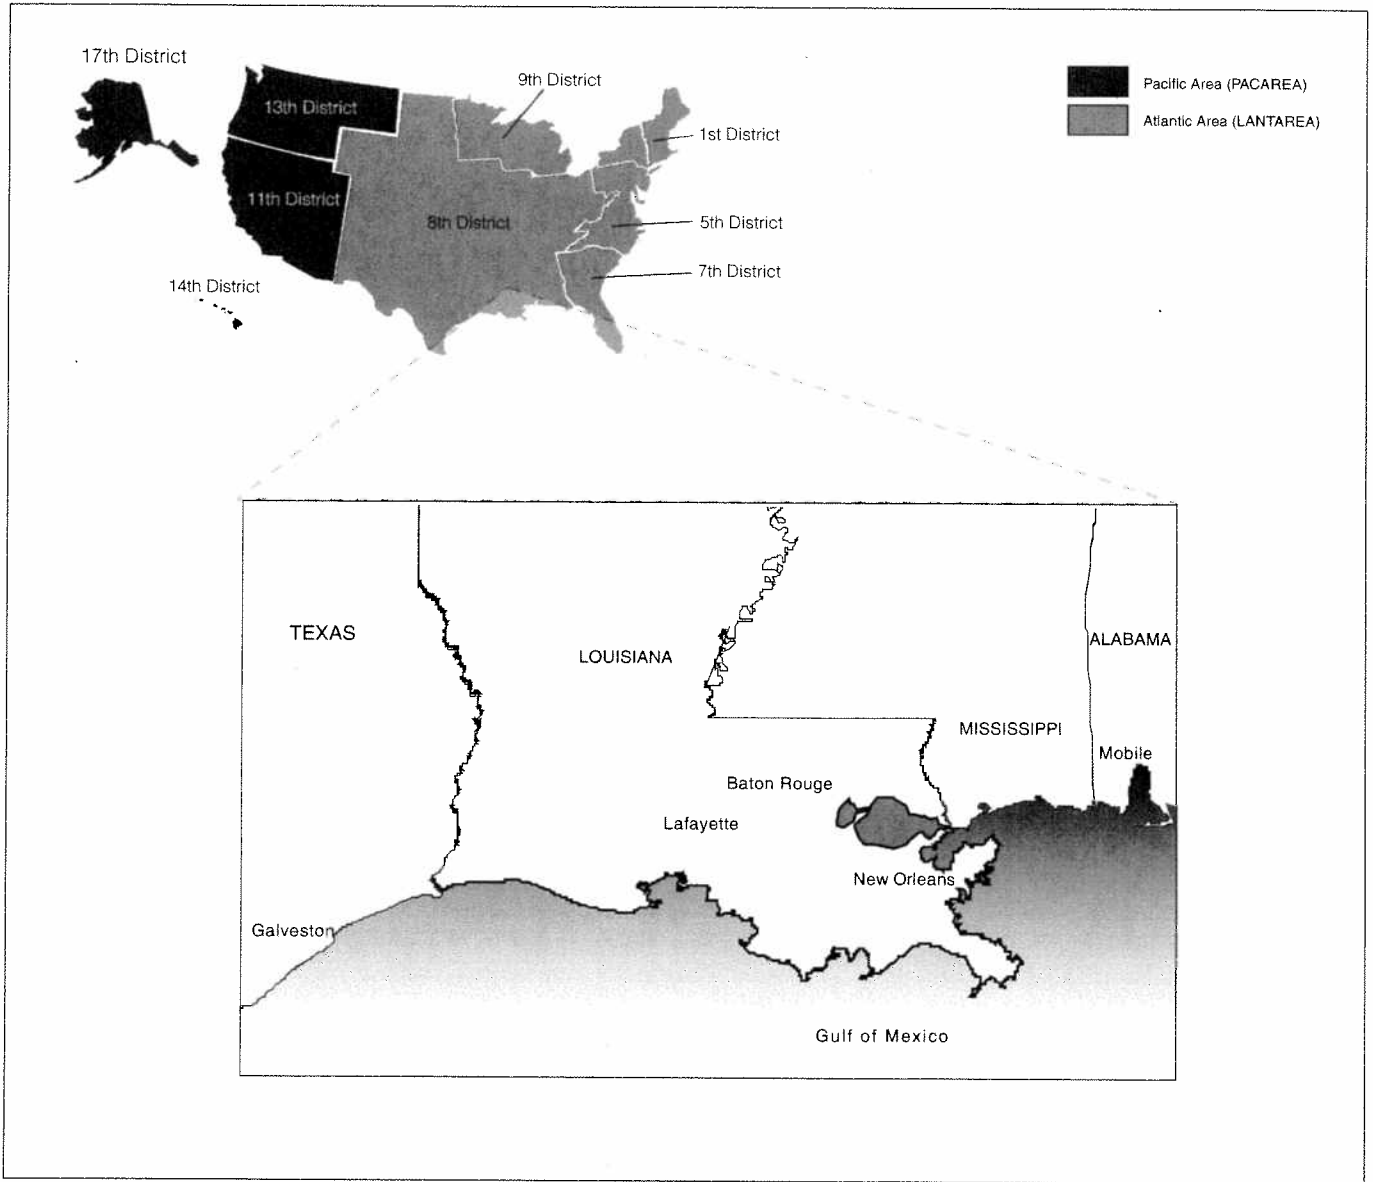 17th District
9th District
Pacific Area (PACAREA)
13th District
Atlantic Area (LANTAREA)
1st District
11th District
8th District
5th District
7th District
14th District
TEXAS
LOUISIANA
ALABAMA
MISSISSIPPI
Mobile
Baton Rouge
Lafayette
New Orleans
Galveston
Gulf of Mexico